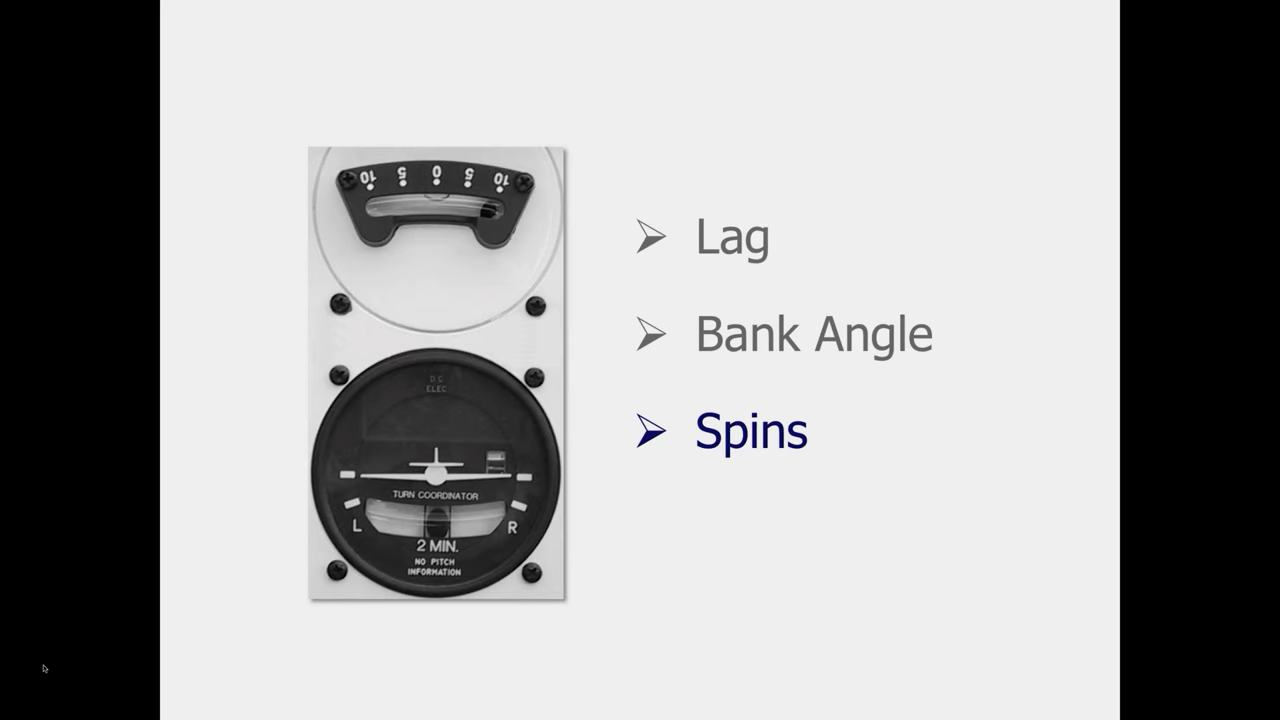 10 5 0 5 10
D.C.
ELEC
TURN COORDINATOR
L R
2 MIN.
NO PITCH
INFORMATION
Lag
Bank Angle
Spins